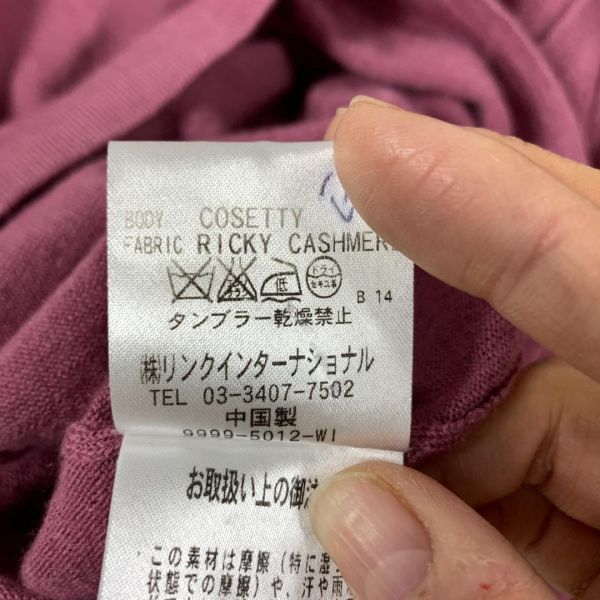 BODY COSETTY
FABRIC RICKY CASHMER
低
ドライ
セキユ系
B 14
タンブラー乾燥禁止
㈱リンクインターナショナル
TEL 03-3407-7502
中国製
9999-5012-WI
お取扱い上の御注
この素材は摩擦(特に湿
状態での摩擦)や、汗や雨